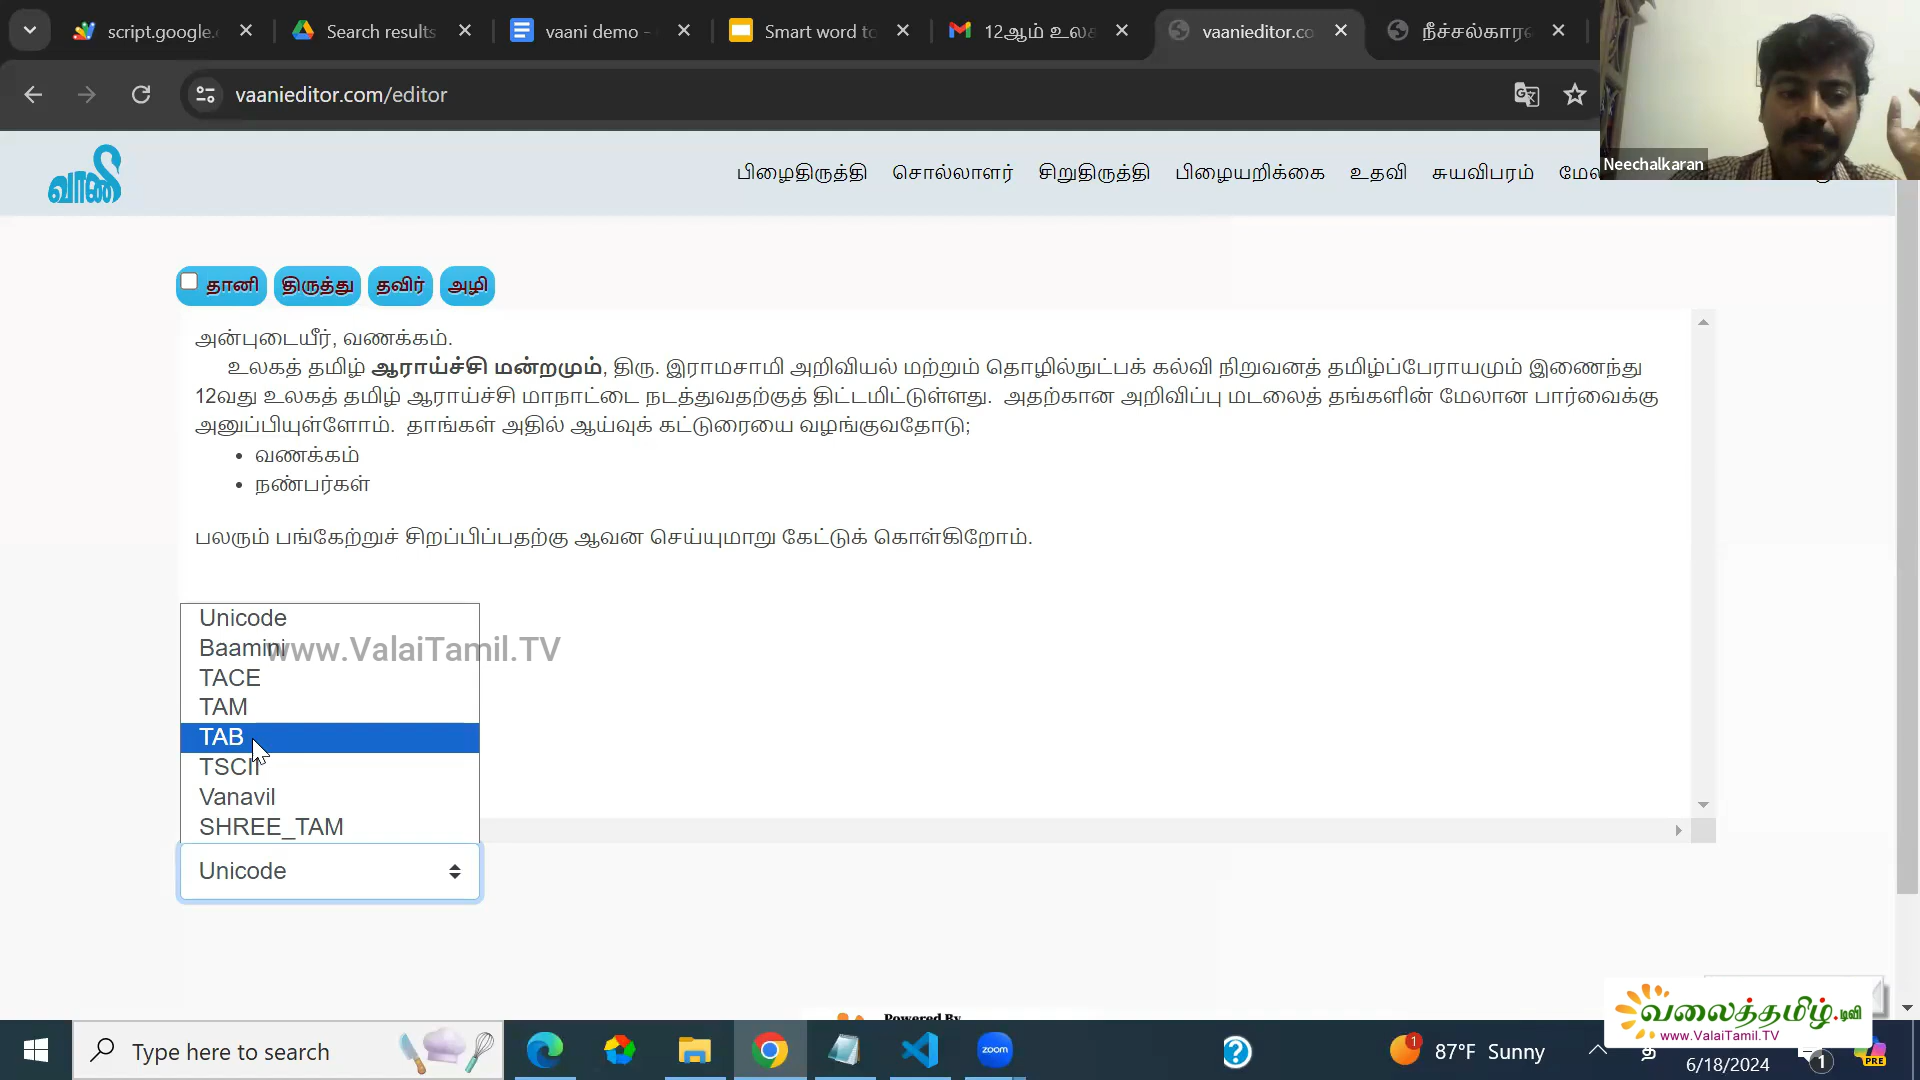 script.google.
Search results
vaani demo -
Smart word to
12ஆம் உலக
vaanieditor.co
நீச்சல்காரன்
vaanieditor.com/editor
Neechalkaran
வாணி
பிழைதிருத்தி சொல்லாளர் சிறுதிருத்தி பிழையறிக்கை உதவி சுயவிபரம்
தானி திருத்து தவிர் அழி
அன்புடையீர், வணக்கம்.
உலகத் தமிழ் ஆராய்ச்சி மன்றமும், திரு. இராமசாமி அறிவியல் மற்றும் தொழில்நுட்பக் கல்வி நிறுவனத் தமிழ்ப்பேராயமும் இணைந்து
12வது உலகத் தமிழ் ஆராய்ச்சி மாநாட்டை நடத்துவதற்குத் திட்டமிட்டுள்ளது. அதற்கான அறிவிப்பு மடலைத் தங்களின் மேலான பார்வைக்கு
அனுப்பியுள்ளோம். தாங்கள் அதில் ஆய்வுக் கட்டுரையை வழங்குவதோடு;
வணக்கம்
நண்பர்கள்
பலரும் பங்கேற்றுச் சிறப்பிப்பதற்கு ஆவன செய்யுமாறு கேட்டுக் கொள்கிறோம்.
Unicode
Baamini
www.ValaiTamil.TV
TACE
TAM
TAB
TSCII
Vanavil
SHREE_TAM
Unicode
Powered By
வலைத்தமிழ்.டிவி
www.ValaiTamil.TV
Type here to search
zoom
1
87°F Sunny
த
6/18/2024
1
PRE